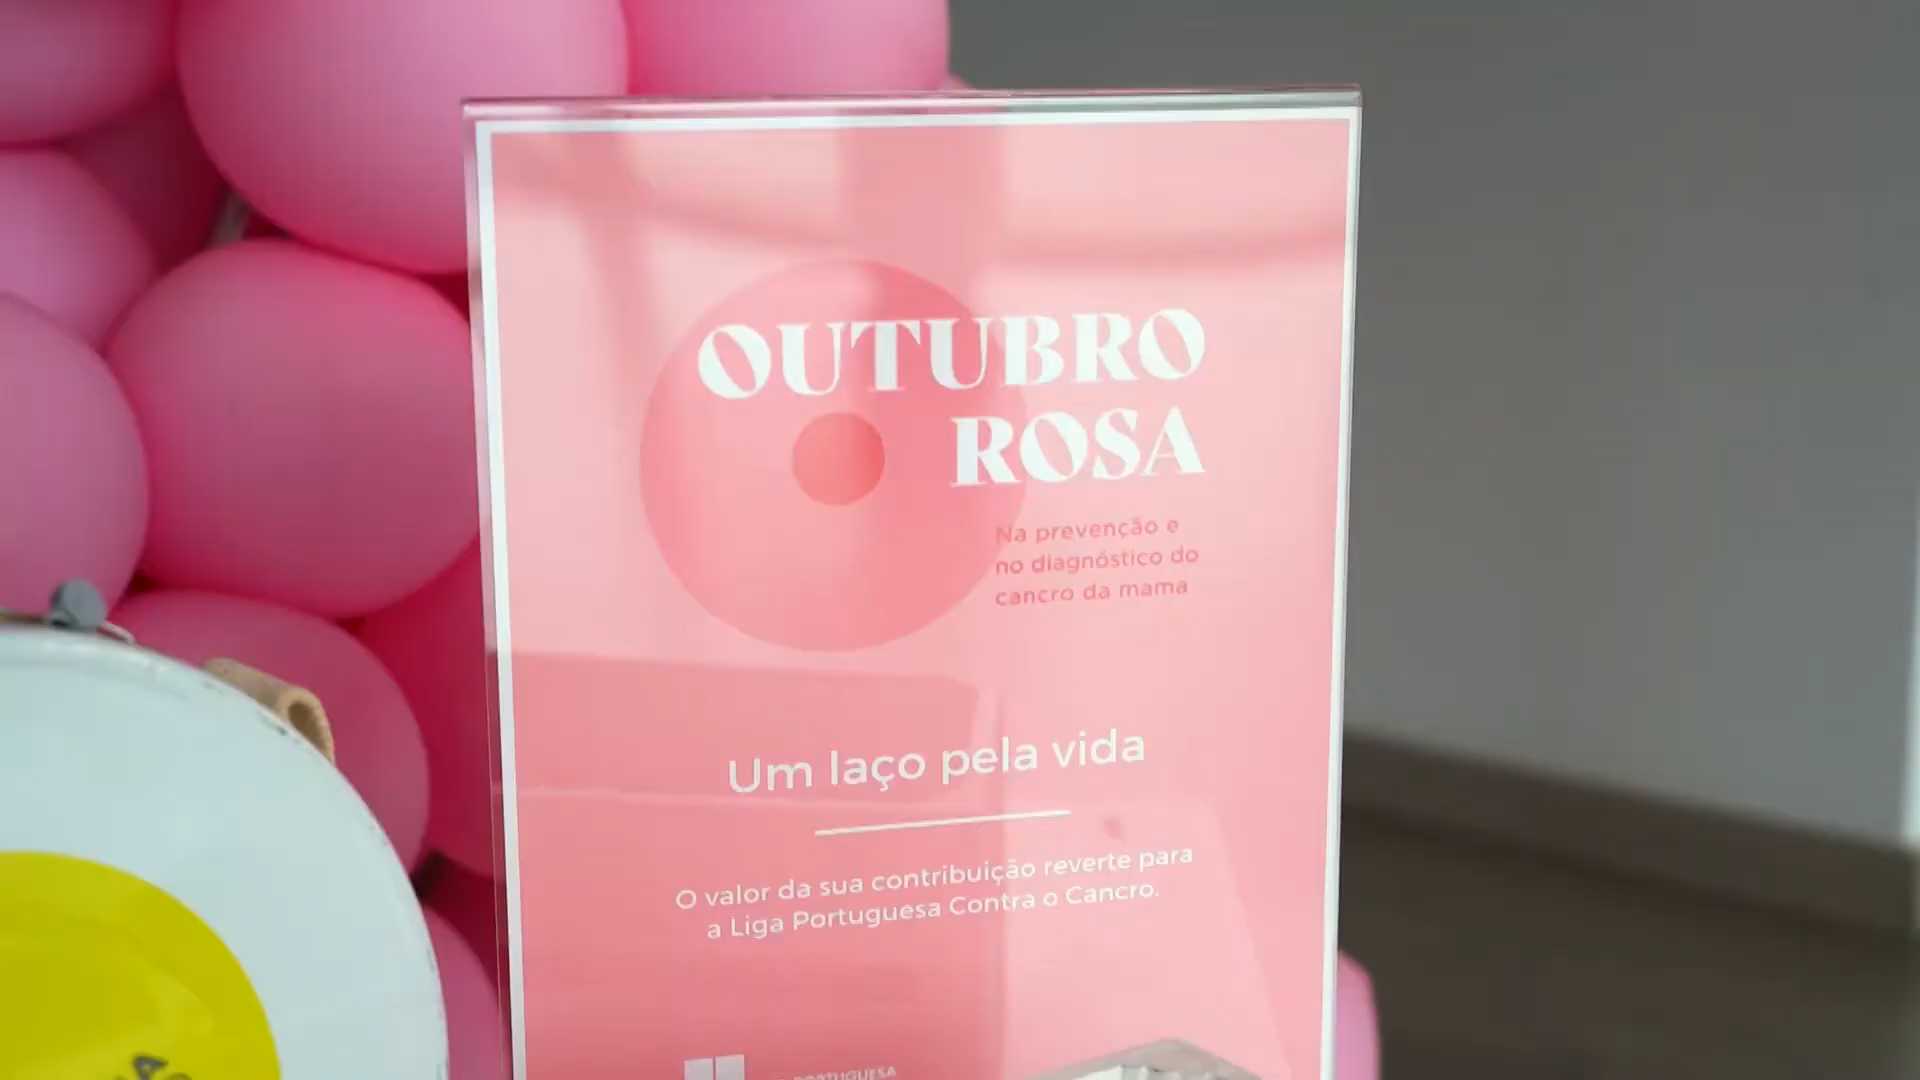 OUTUBRO
ROSA
Na prevenção e
no diagnóstico do
cancro da mama
Um laço pela vida
O valor da sua contribuição reverte para
a Liga Portuguesa Contra o Cancro.
PORTUGUESA